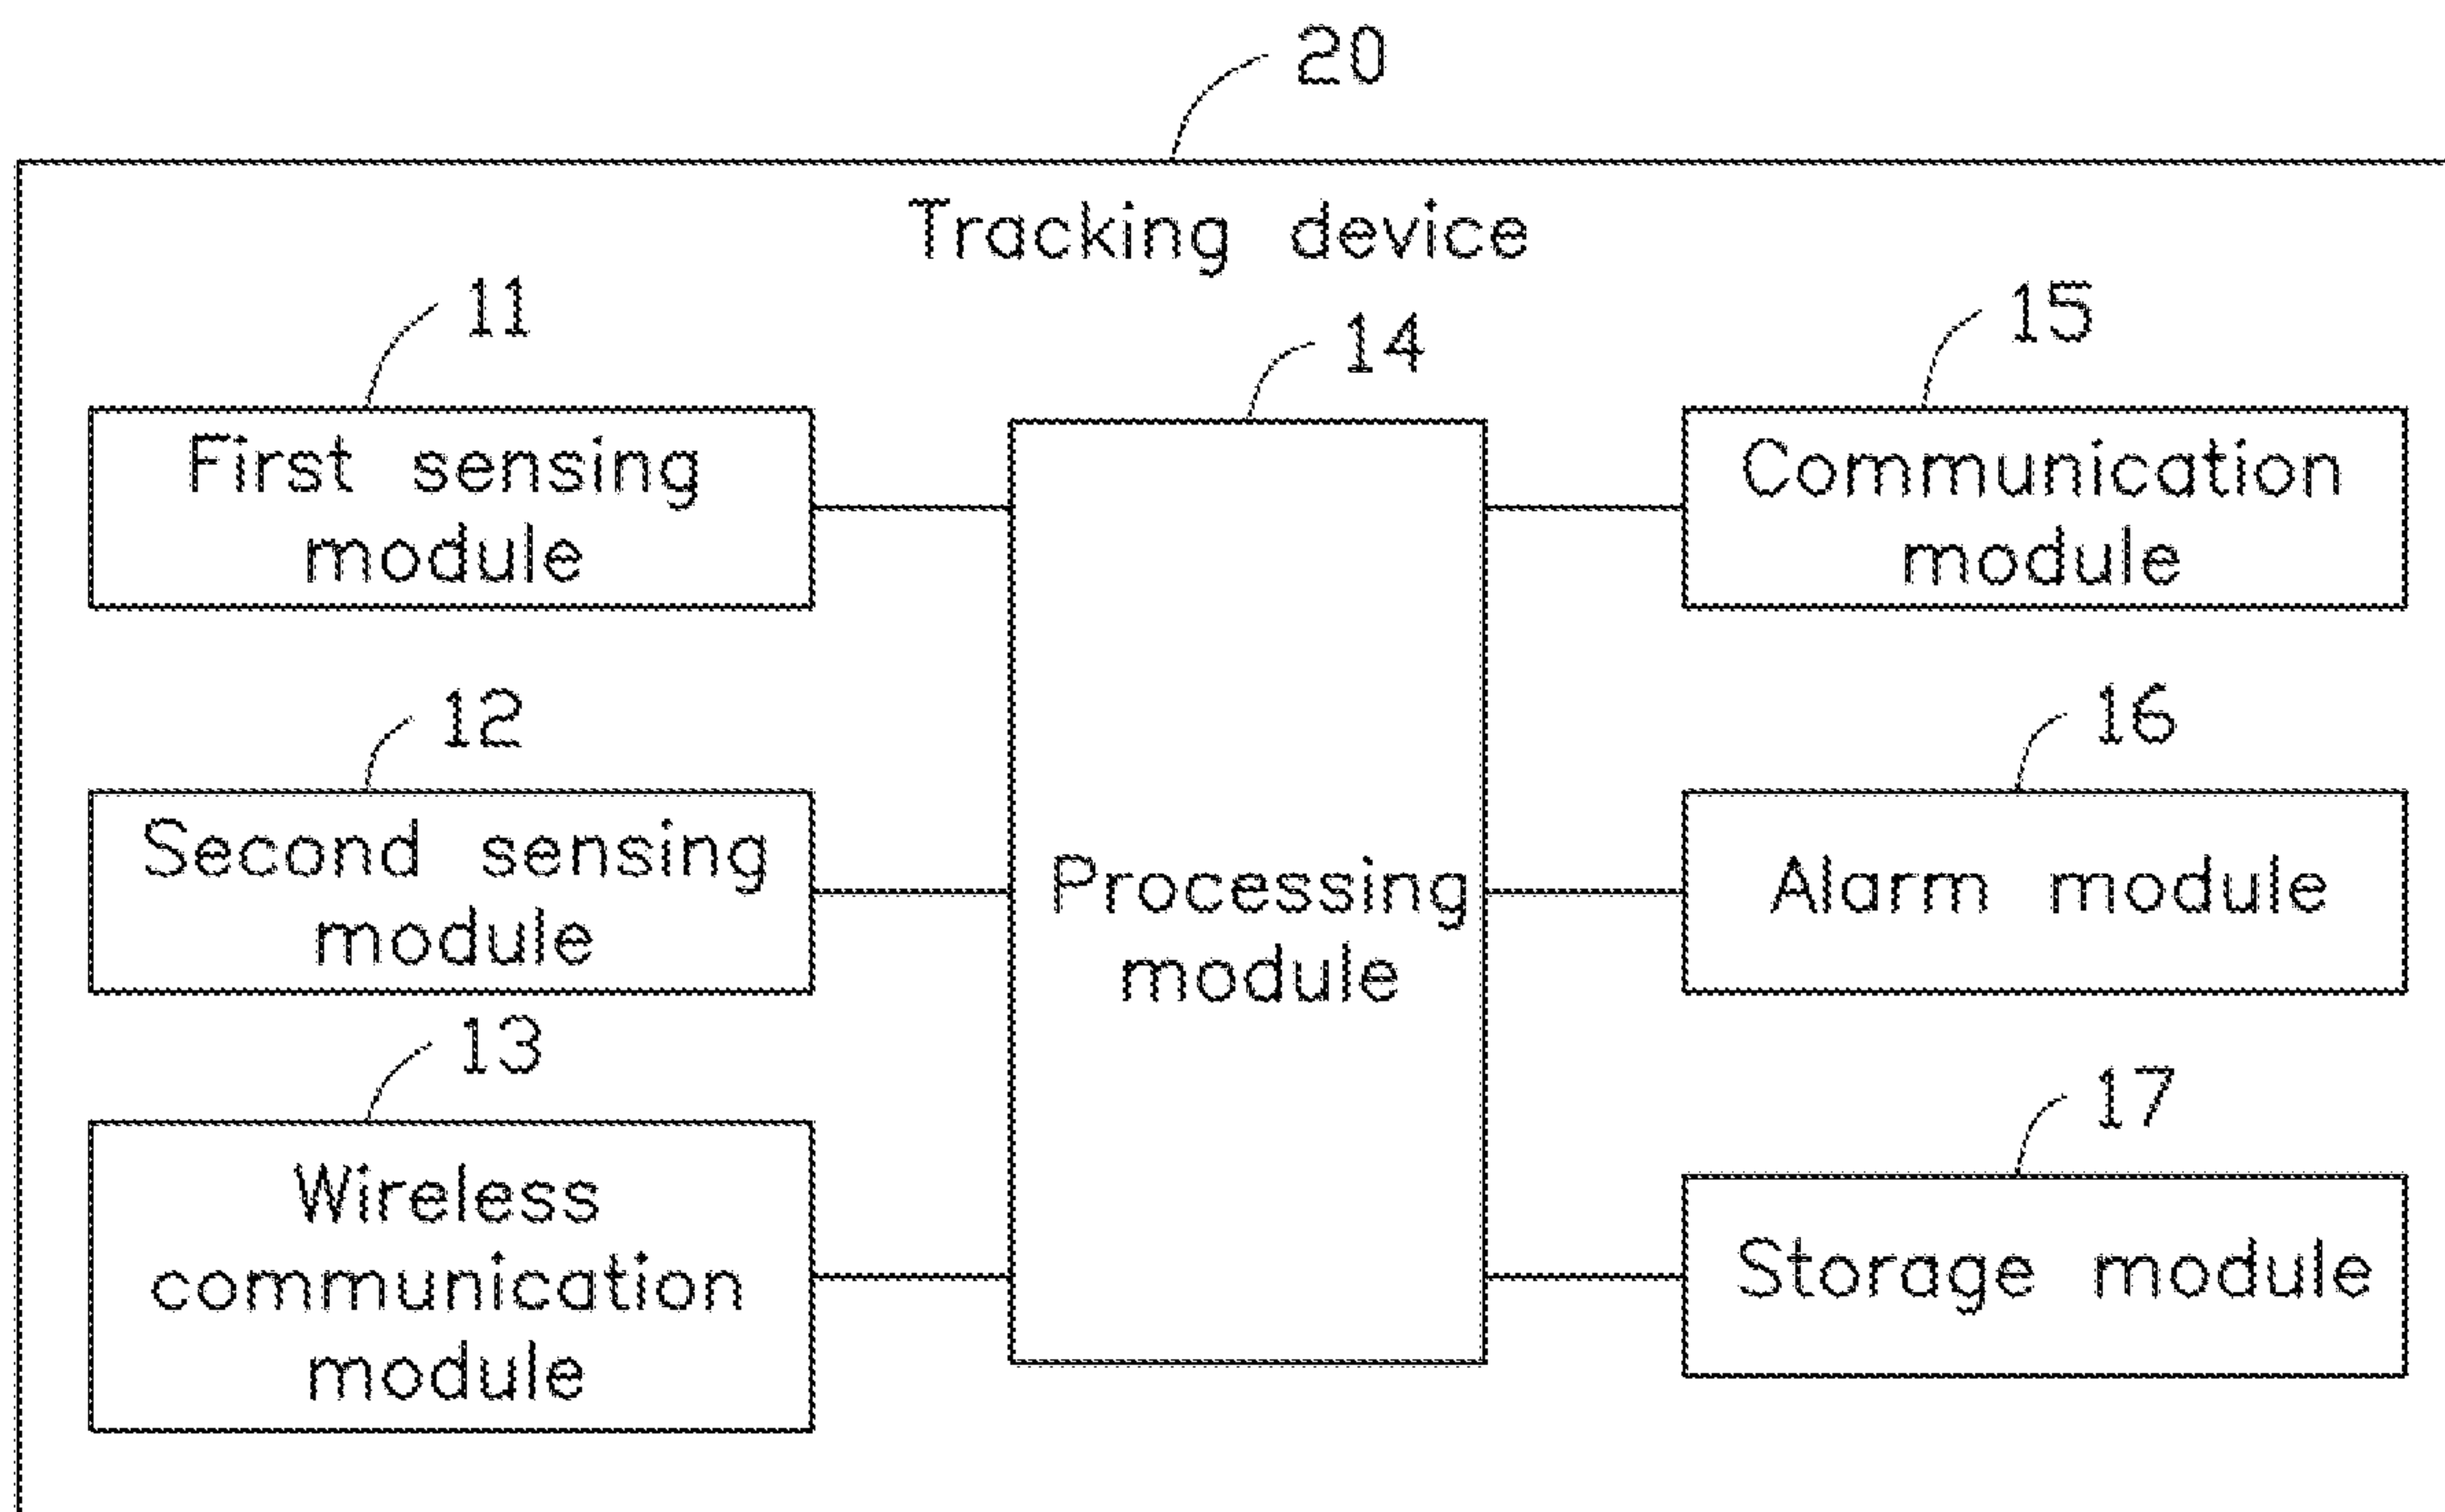 20
Tracking device
11
First sensing
module
12
Second sensing
module
13
Wireless
communication
module
14
Processing
module
15
Communication
module
16
Alarm module
17
Storage module